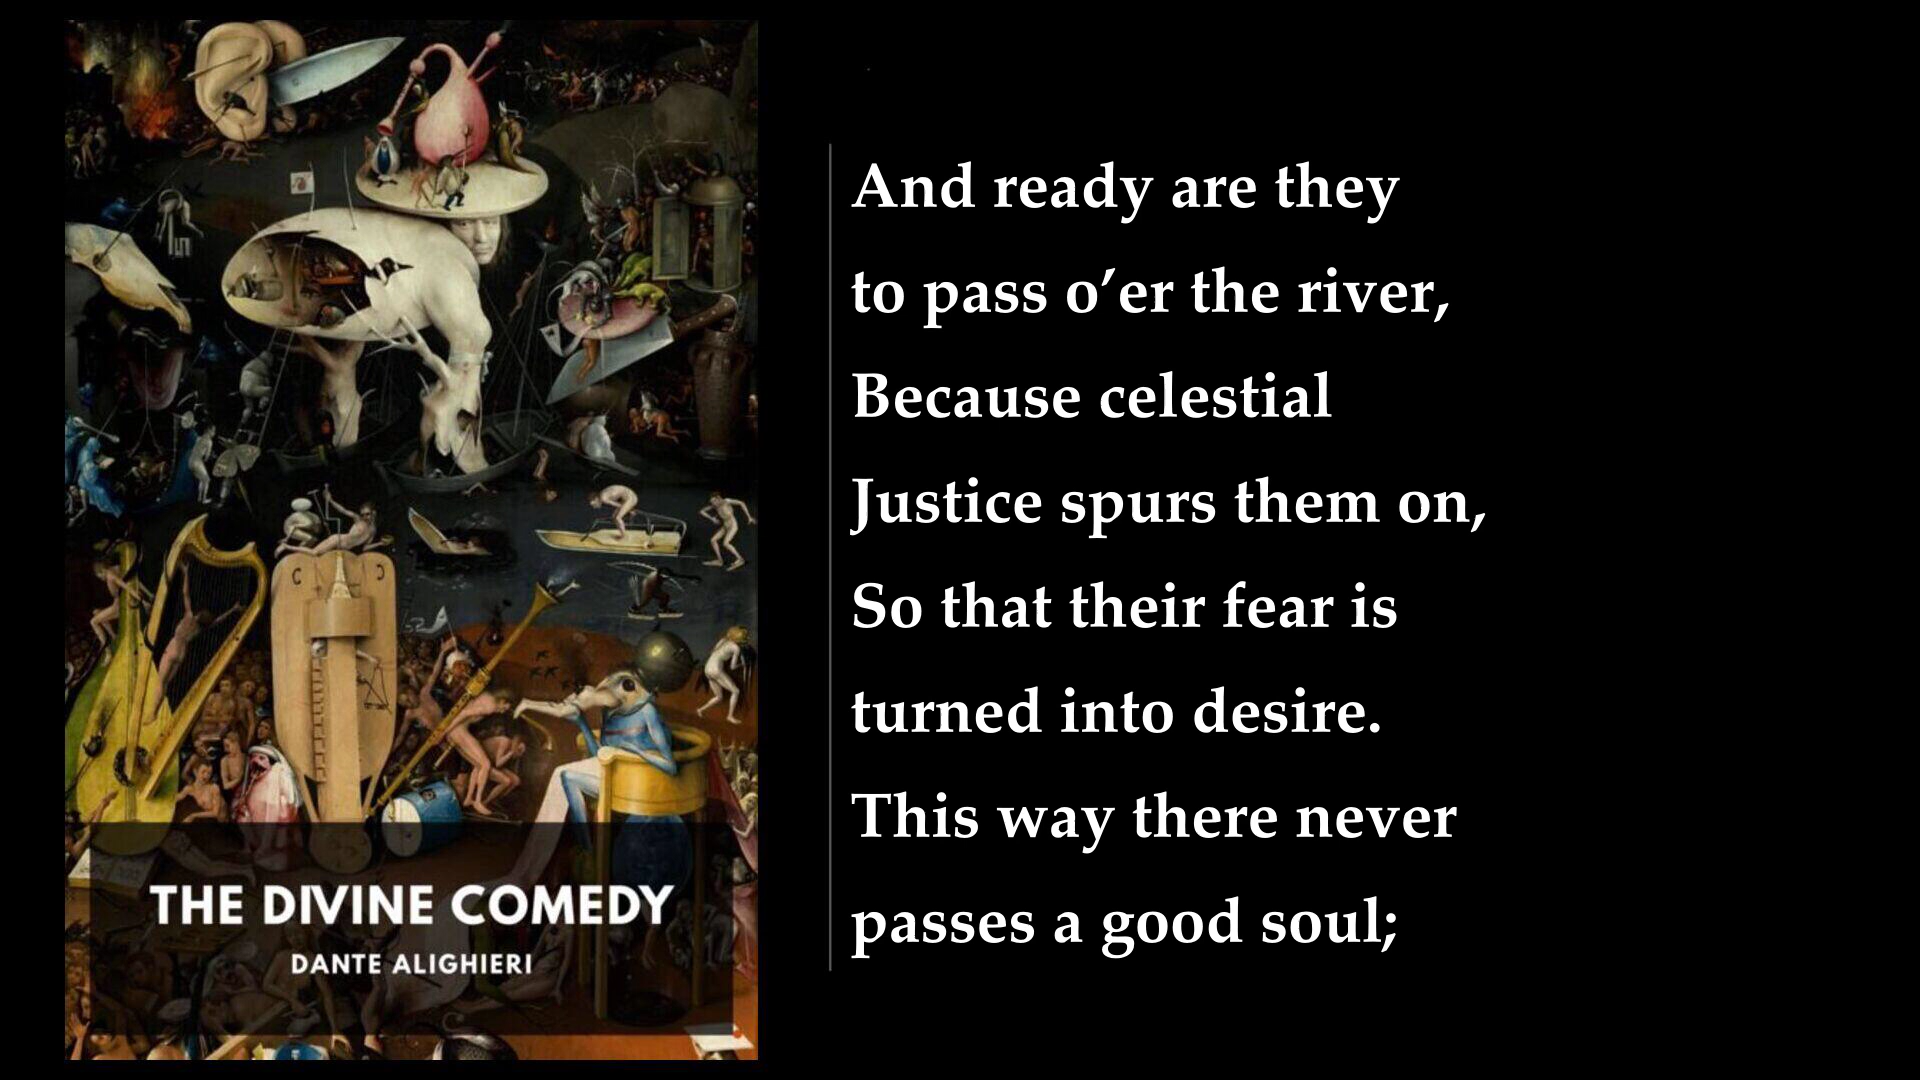 THE DIVINE COMEDY
DANTE ALIGHIERI
And ready are they
to pass o’er the river,
Because celestial
Justice spurs them on,
So that their fear is
turned into desire.
This way there never
passes a good soul;